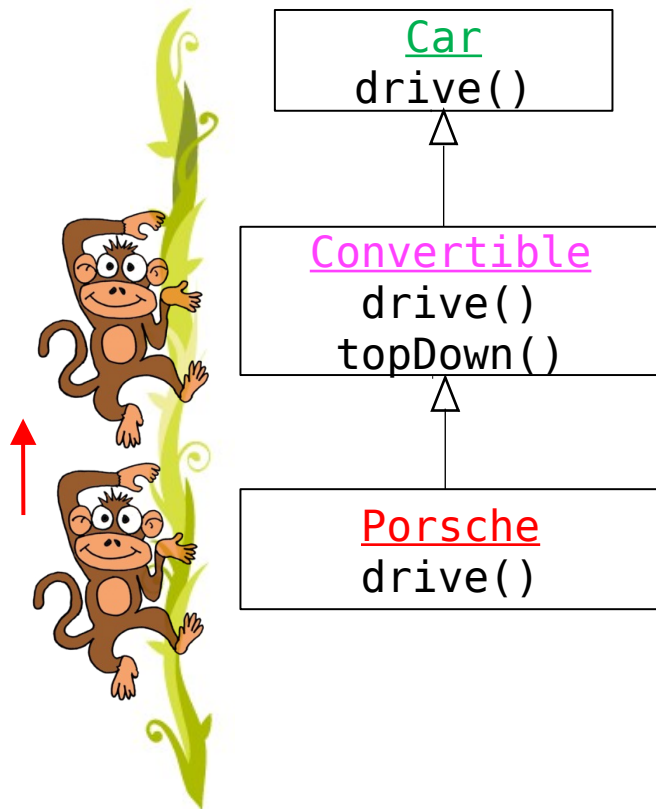 Car
drive()
Convertible
drive()
topDown()
Porsche
drive()